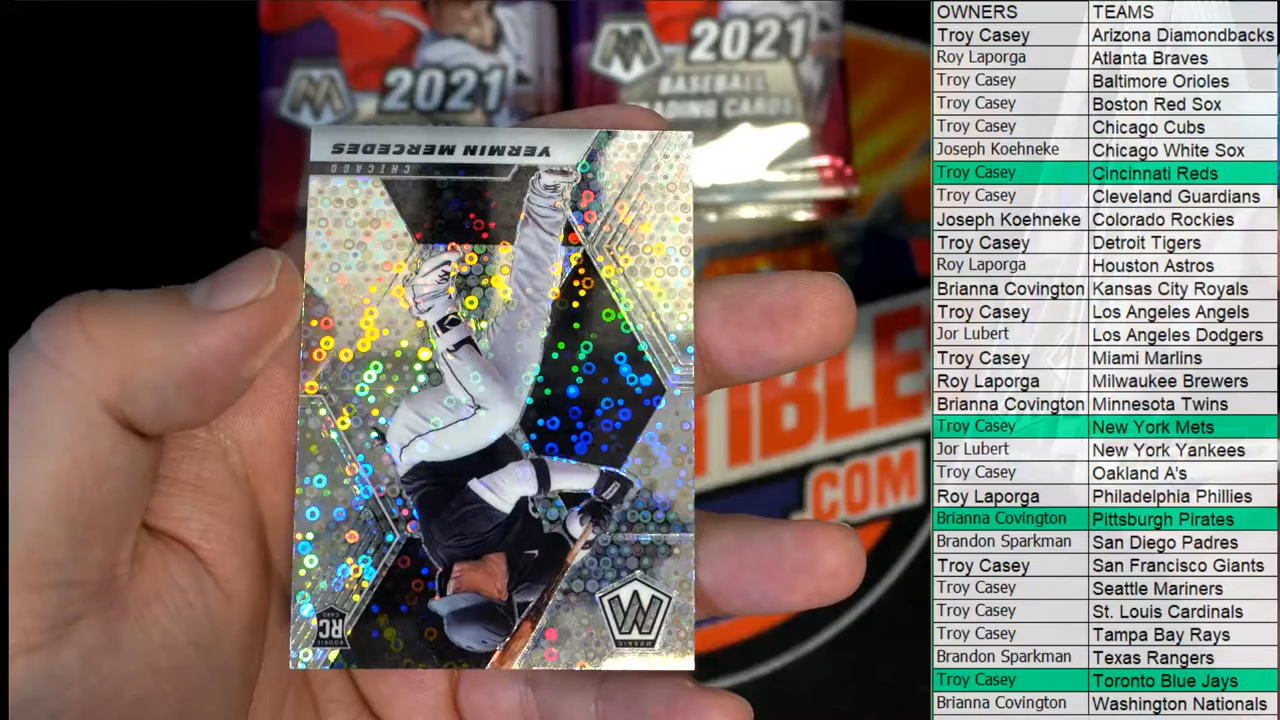 2021
2021
BASEBALL
TRADING CARDS
YERMIN MERCEDES
CHICAGO
RC
ROOKIE
CARD
MOSAIC
TIBLE
.COM
OWNERS TEAMS
Troy Casey Arizona Diamondbacks
Roy Laporga Atlanta Braves
Troy Casey Baltimore Orioles
Troy Casey Boston Red Sox
Troy Casey Chicago Cubs
Joseph Koehneke Chicago White Sox
Troy Casey Cincinnati Reds
Troy Casey Cleveland Guardians
Joseph Koehneke Colorado Rockies
Troy Casey Detroit Tigers
Roy Laporga Houston Astros
Brianna Covington Kansas City Royals
Troy Casey Los Angeles Angels
Jor Lubert Los Angeles Dodgers
Troy Casey Miami Marlins
Roy Laporga Milwaukee Brewers
Brianna Covington Minnesota Twins
Troy Casey New York Mets
Jor Lubert New York Yankees
Troy Casey Oakland A's
Roy Laporga Philadelphia Phillies
Brianna Covington Pittsburgh Pirates
Brandon Sparkman San Diego Padres
Troy Casey San Francisco Giants
Troy Casey Seattle Mariners
Troy Casey St. Louis Cardinals
Troy Casey Tampa Bay Rays
Brandon Sparkman Texas Rangers
Troy Casey Toronto Blue Jays
Brianna Covington Washington Nationals